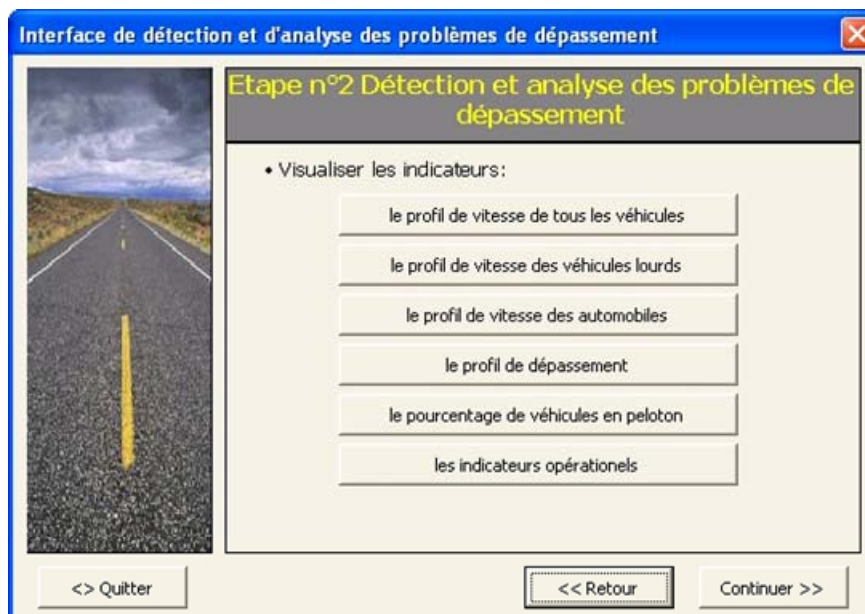 Interface de détection et d'analyse des problèmes de dépassement
Etape n°2 Détection et analyse des problèmes de
dépassement
• Visualiser les indicateurs:
le profil de vitesse de tous les véhicules
le profil de vitesse des véhicules lourds
le profil de vitesse des automobiles
le profil de dépassement
le pourcentage de véhicules en peloton
les indicateurs opérationels
<> Quitter
<< Retour
Continuer >>